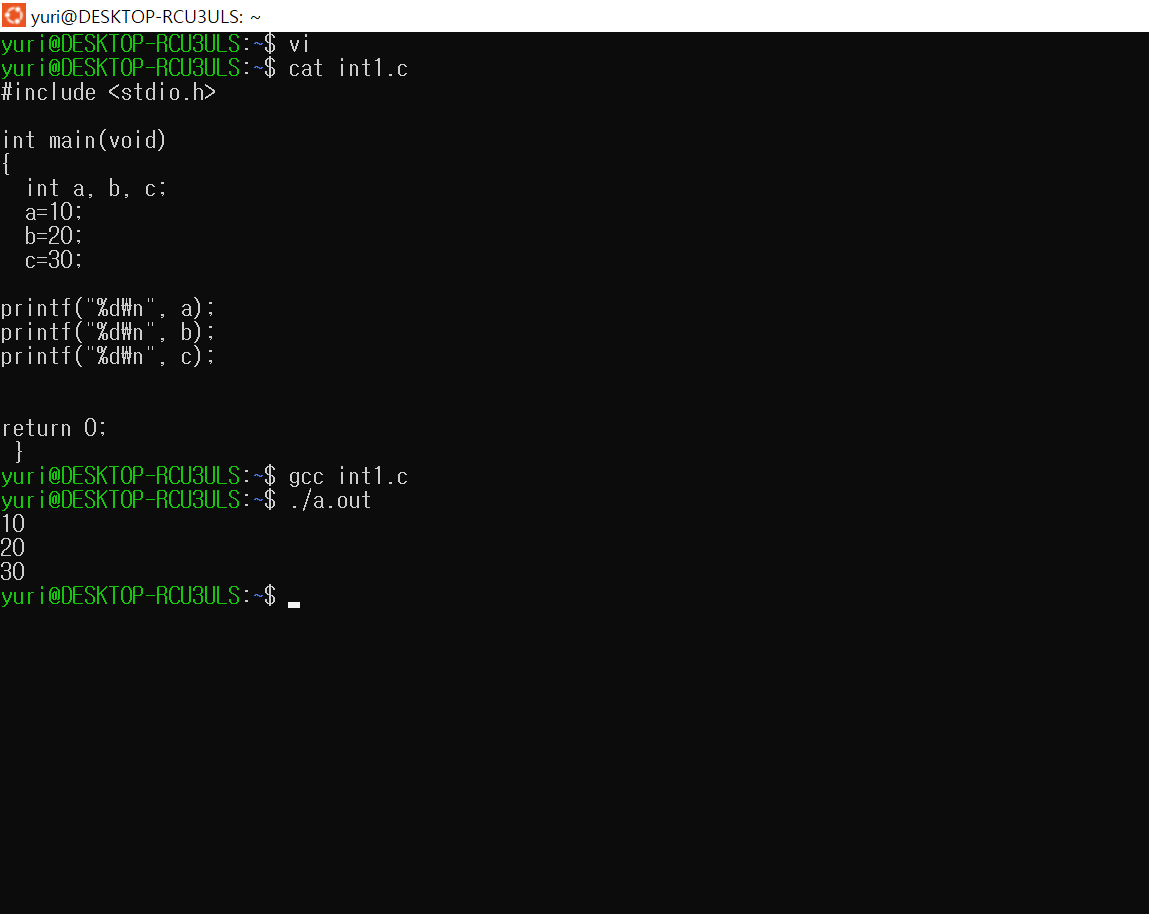 yuri@DESKTOP-RCU3ULS: ~
yuri@DESKTOP-RCU3ULS:~$ vi
yuri@DESKTOP-RCU3ULS:~$ cat int1.c
#include <stdio.h>
int main(void)
{
int a, b, c;
a=10;
b=20;
c=30;
printf("%d₩n", a);
printf("%d₩n", b);
printf("%d₩n", c);
return 0;
}
yuri@DESKTOP-RCU3ULS:~$ gcc int1.c
yuri@DESKTOP-RCU3ULS:~$ ./a.out
10
20
30
yuri@DESKTOP-RCU3ULS:~$